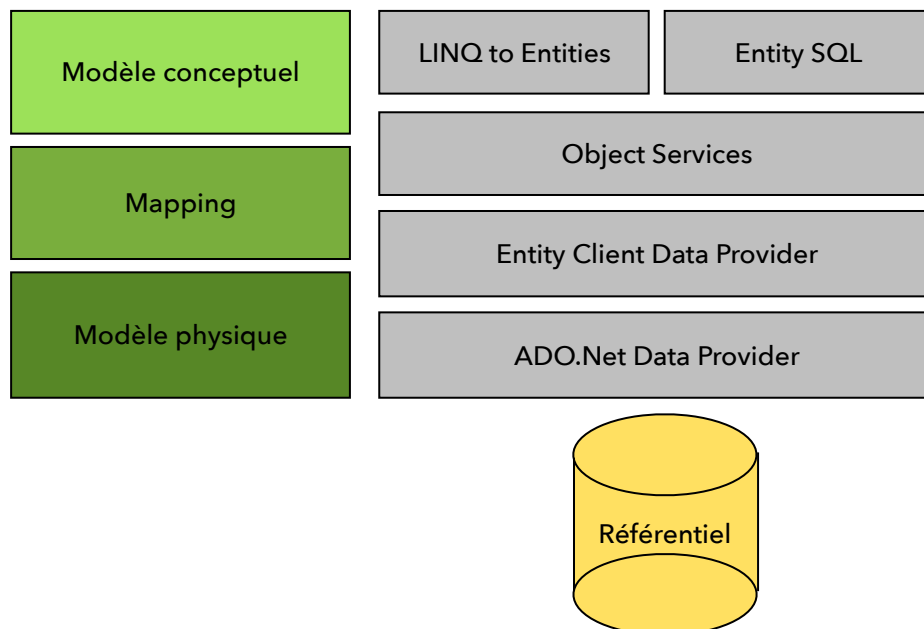 Modèle conceptuel
Mapping
Modèle physique
LINQ to Entities
Entity SQL
Object Services
Entity Client Data Provider
ADO.Net Data Provider
Référentiel